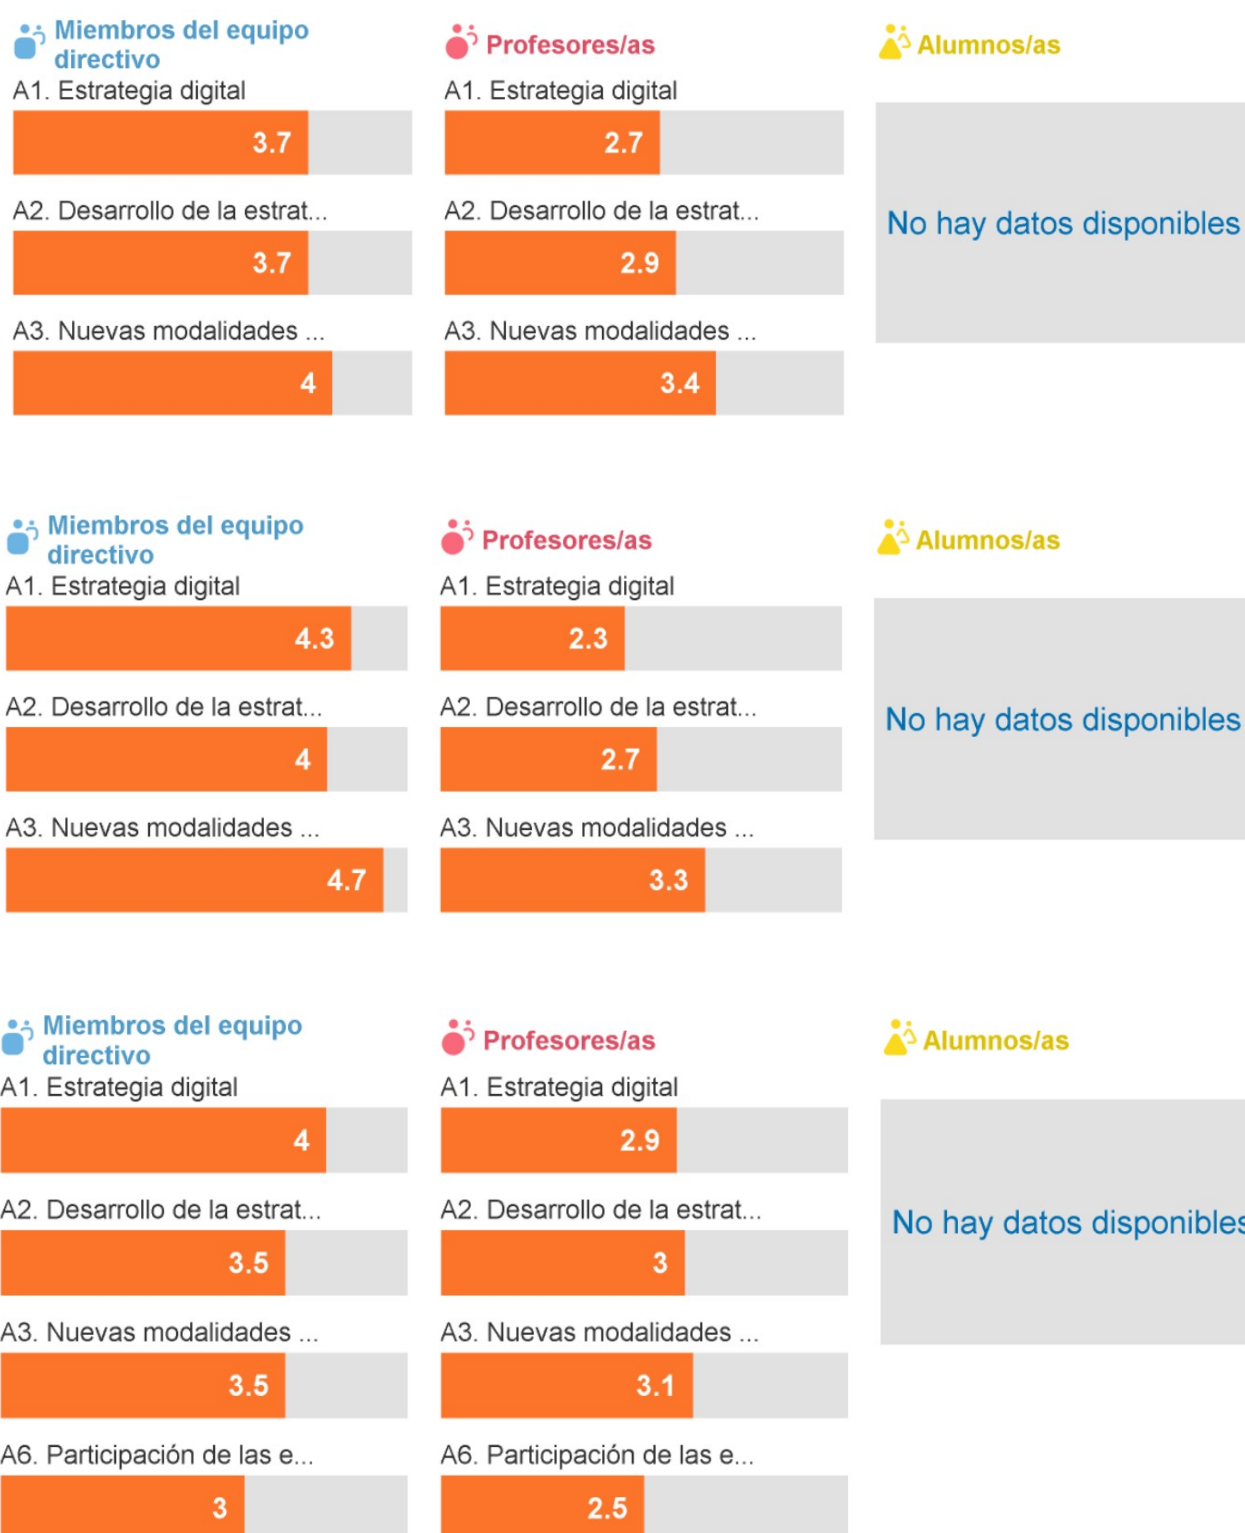 Miembros del equipo
directivo
A1. Estrategia digital
3.7
A2. Desarrollo de la estrat...
3.7
A3. Nuevas modalidades ...
4
Profesores/as
A1. Estrategia digital
2.7
A2. Desarrollo de la estrat...
2.9
A3. Nuevas modalidades ...
3.4
Alumnos/as
No hay datos disponibles
Miembros del equipo
directivo
A1. Estrategia digital
4.3
A2. Desarrollo de la estrat...
4
A3. Nuevas modalidades ...
4.7
Profesores/as
A1. Estrategia digital
2.3
A2. Desarrollo de la estrat...
2.7
A3. Nuevas modalidades ...
3.3
Alumnos/as
No hay datos disponibles
Miembros del equipo
directivo
A1. Estrategia digital
4
A2. Desarrollo de la estrat...
3.5
A3. Nuevas modalidades ...
3.5
A6. Participación de las e...
3
Profesores/as
A1. Estrategia digital
2.9
A2. Desarrollo de la estrat...
3
A3. Nuevas modalidades ...
3.1
A6. Participación de las e...
2.5
Alumnos/as
No hay datos disponibles